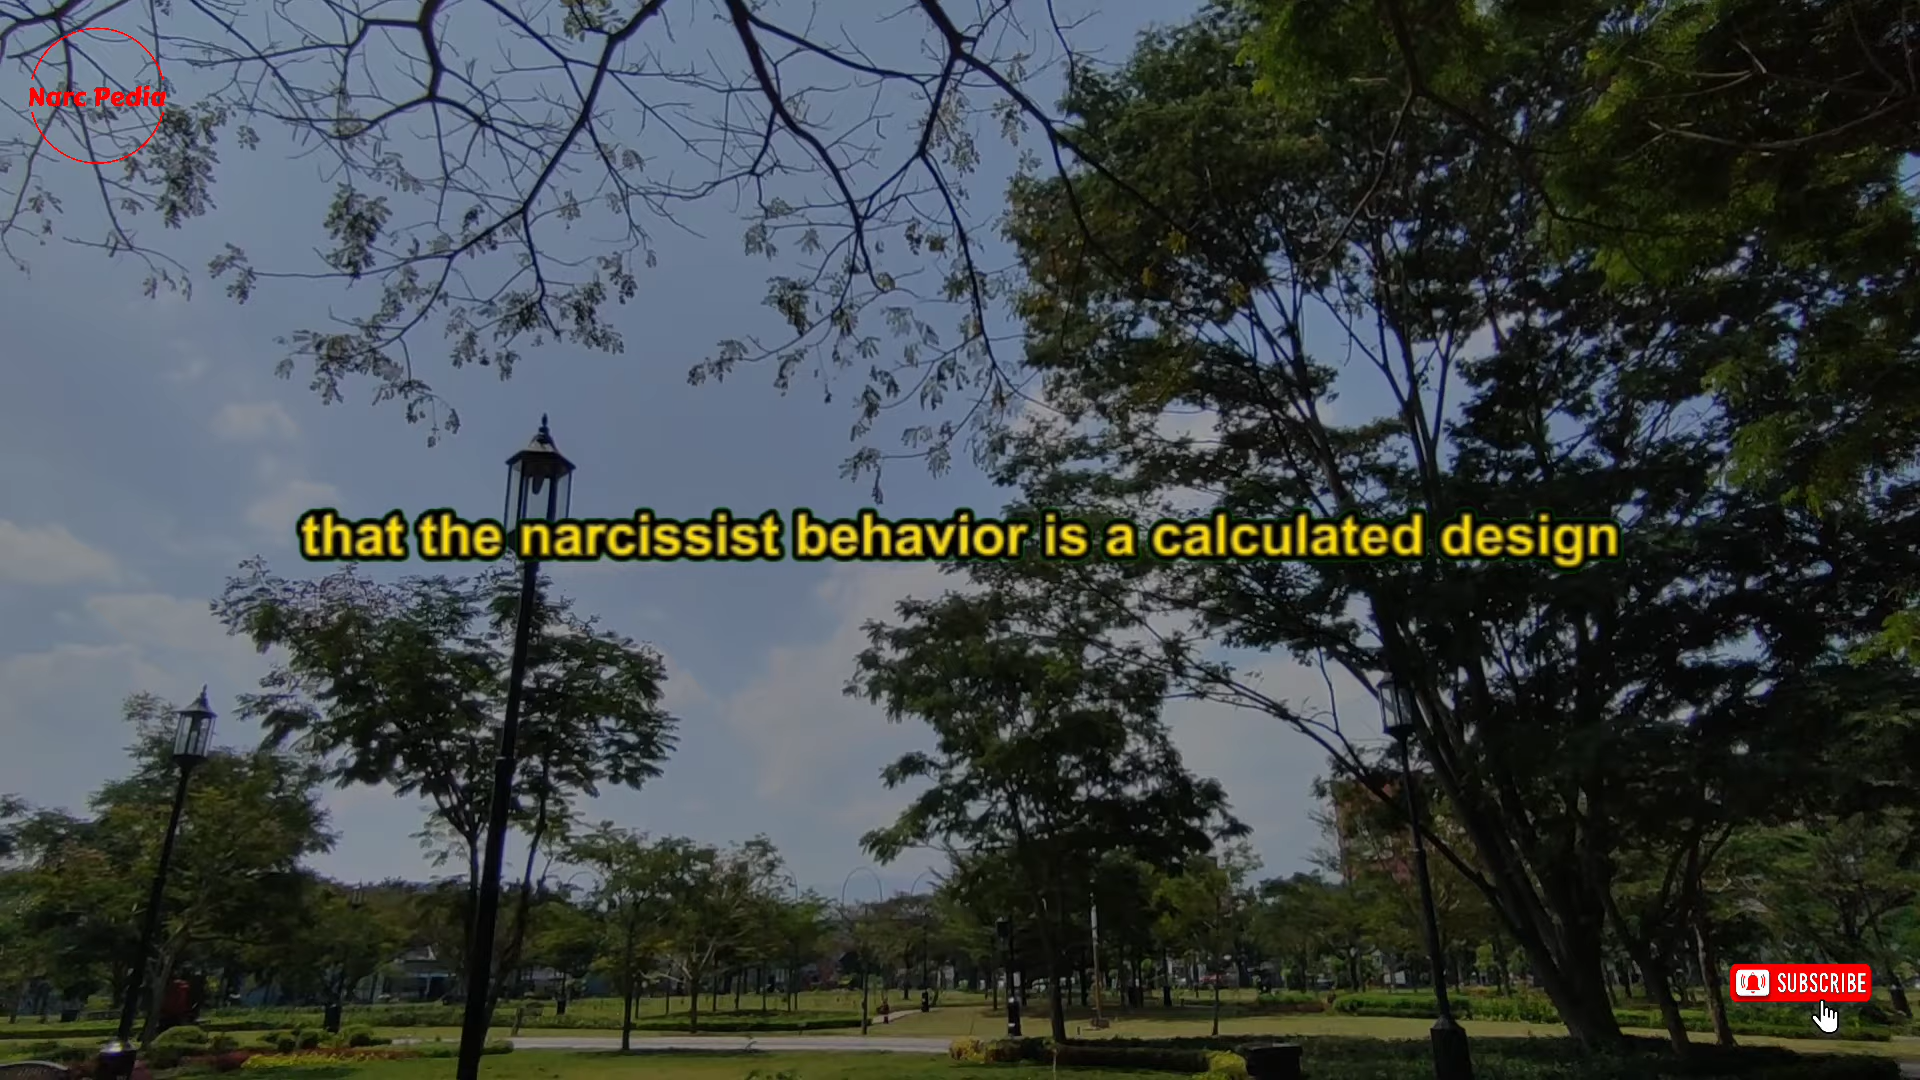 Narc Pedia
that the narcissist behavior is a calculated design
SUBSCRIBE